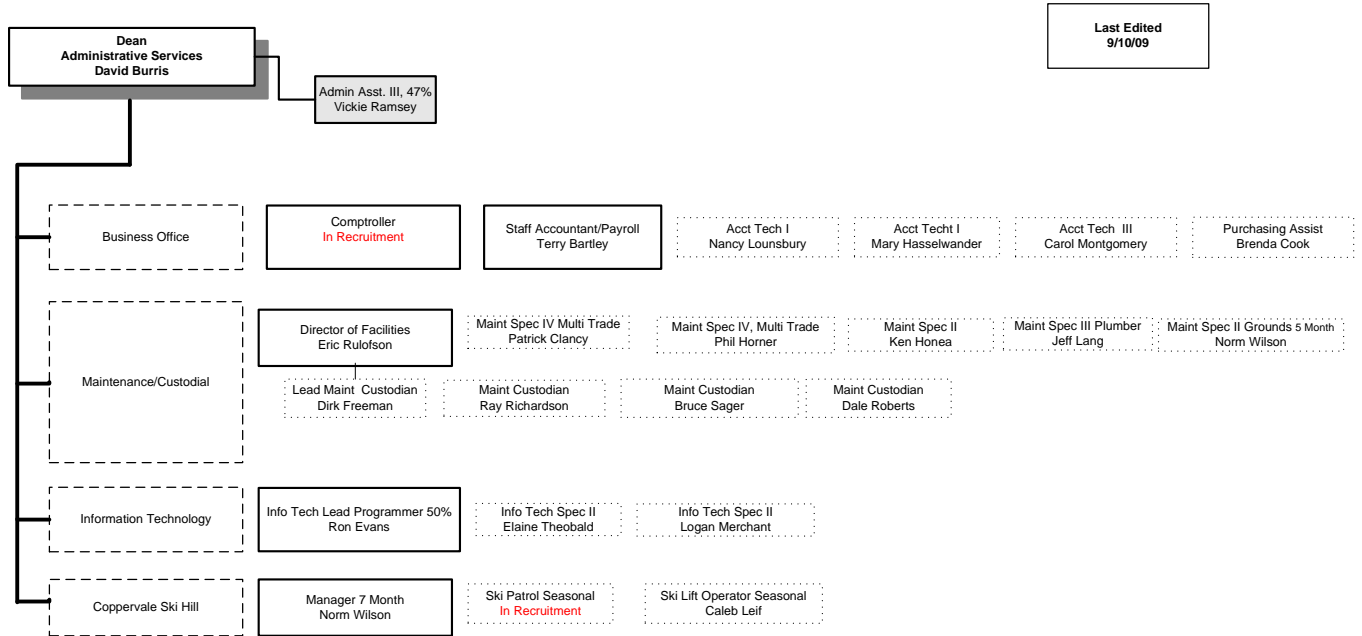 Dean
Administrative Services
David Burris
Last Edited
9/10/09
Admin Asst. III, 47%
Vickie Ramsey
Business Office
Comptroller
In Recruitment
Staff Accountant/Payroll
Terry Bartley
Acct Tech I
Nancy Lounsbury
Acct Techt I
Mary Hasselwander
Acct Tech III
Carol Montgomery
Purchasing Assist
Brenda Cook
Maintenance/Custodial
Director of Facilities
Eric Rulofson
Maint Spec IV Multi Trade
Patrick Clancy
Maint Spec IV, Multi Trade
Phil Horner
Maint Spec II
Ken Honea
Maint Spec III Plumber
Jeff Lang
Maint Spec II Grounds 5 Month
Norm Wilson
Lead Maint Custodian
Dirk Freeman
Maint Custodian
Ray Richardson
Maint Custodian
Bruce Sager
Maint Custodian
Dale Roberts
Information Technology
Info Tech Lead Programmer 50%
Ron Evans
Info Tech Spec II
Elaine Theobald
Info Tech Spec II
Logan Merchant
Coppervale Ski Hill
Manager 7 Month
Norm Wilson
Ski Patrol Seasonal
In Recruitment
Ski Lift Operator Seasonal
Caleb Leif